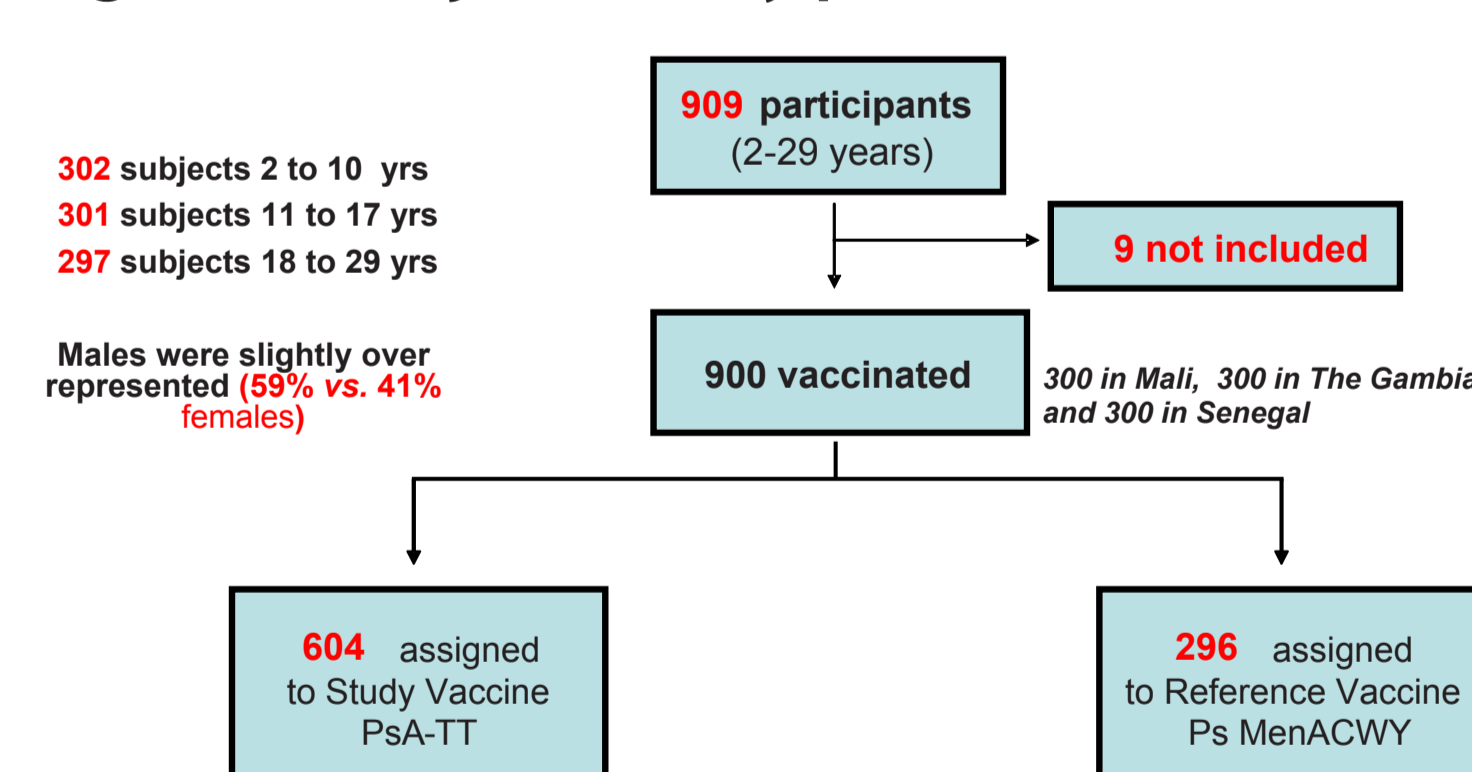 909 participants
(2-29 years)
302 subjects 2 to 10 yrs
301 subjects 11 to 17 yrs
297 subjects 18 to 29 yrs
9 not included
Males were slightly over
represented (59% vs. 41%
females)
900 vaccinated
300 in Mali, 300 in The Gambia
and 300 in Senegal
604 assigned
to Study Vaccine
PsA-TT
296 assigned
to Reference Vaccine
Ps MenACWY